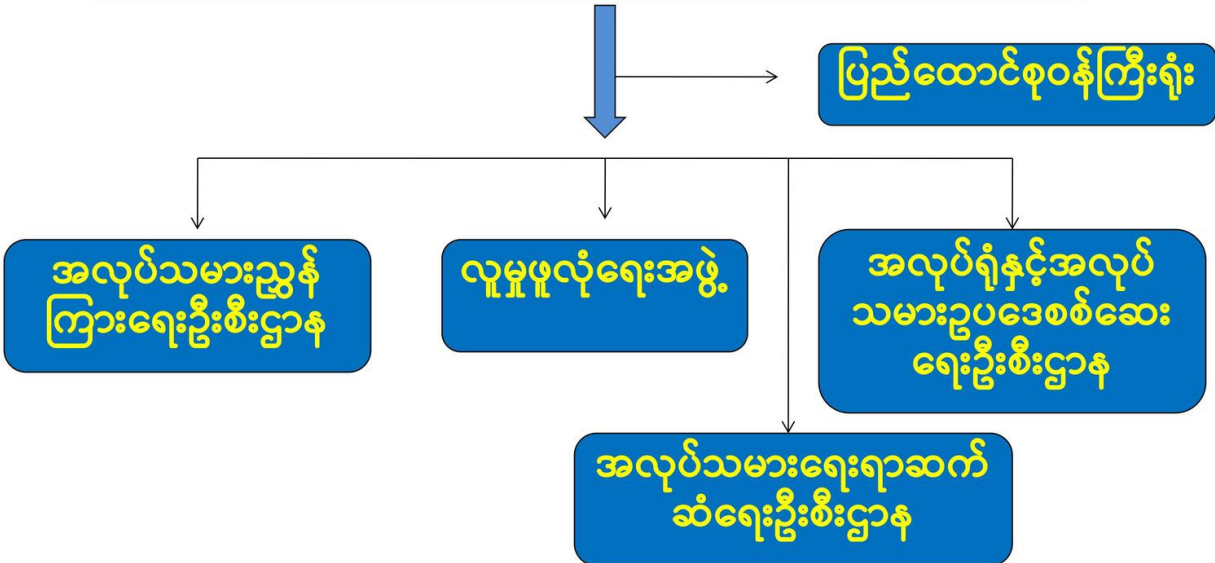 ပြည်ထောင်စုဝန်ကြီးရုံး
အလုပ်သမားညွှန်
ကြားရေးဦးစီးဌာန
လူမှုဖူလုံရေးအဖွဲ့
အလုပ်ရုံနှင့်အလုပ်
သမားဥပဒေစစ်ဆေး
ရေးဦးစီးဌာန
အလုပ်သမားရေးရာဆက်
ဆံရေးဦးစီးဌာန